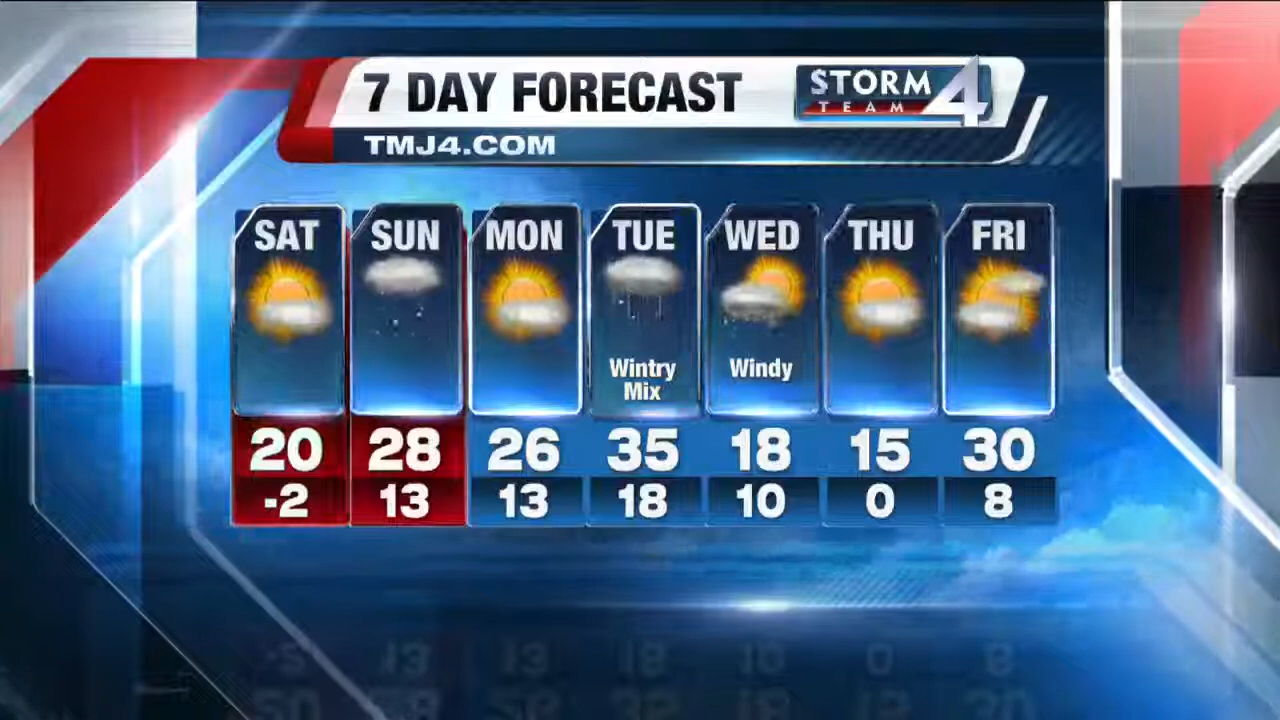 7 DAY FORECAST
STORM
TEAM
4
TMJ4.COM
SAT SUN MON TUE WED THU FRI
Wintry
Mix
Windy
20 28 26 35 18 15 30
-2 13 13 18 10 0 8